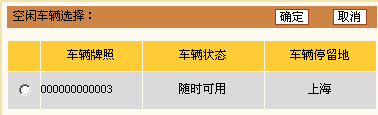 空闲车辆选择： 确定 取消
车辆牌照 车辆状态 车辆停留地
000000000003 随时可用 上海